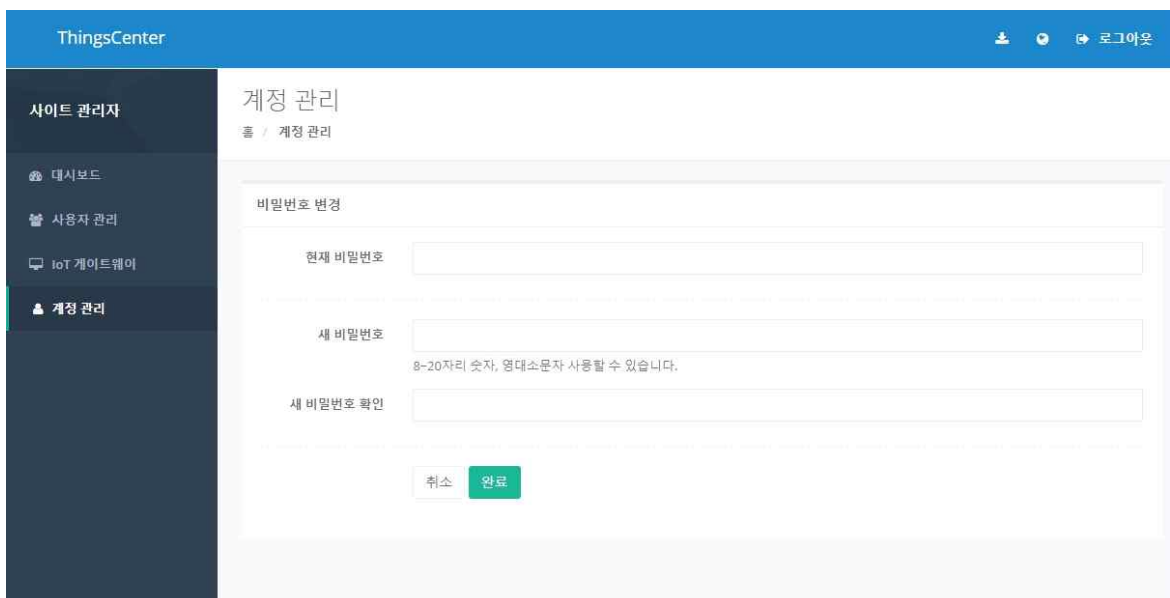 ThingsCenter
로그아웃
사이트 관리자
대시보드
사용자 관리
IoT 게이트웨이
계정 관리
계정 관리
홈 / 계정 관리
비밀번호 변경
현재 비밀번호
새 비밀번호
8~20자리 숫자, 영대소문자 사용할 수 있습니다.
새 비밀번호 확인
취소 완료